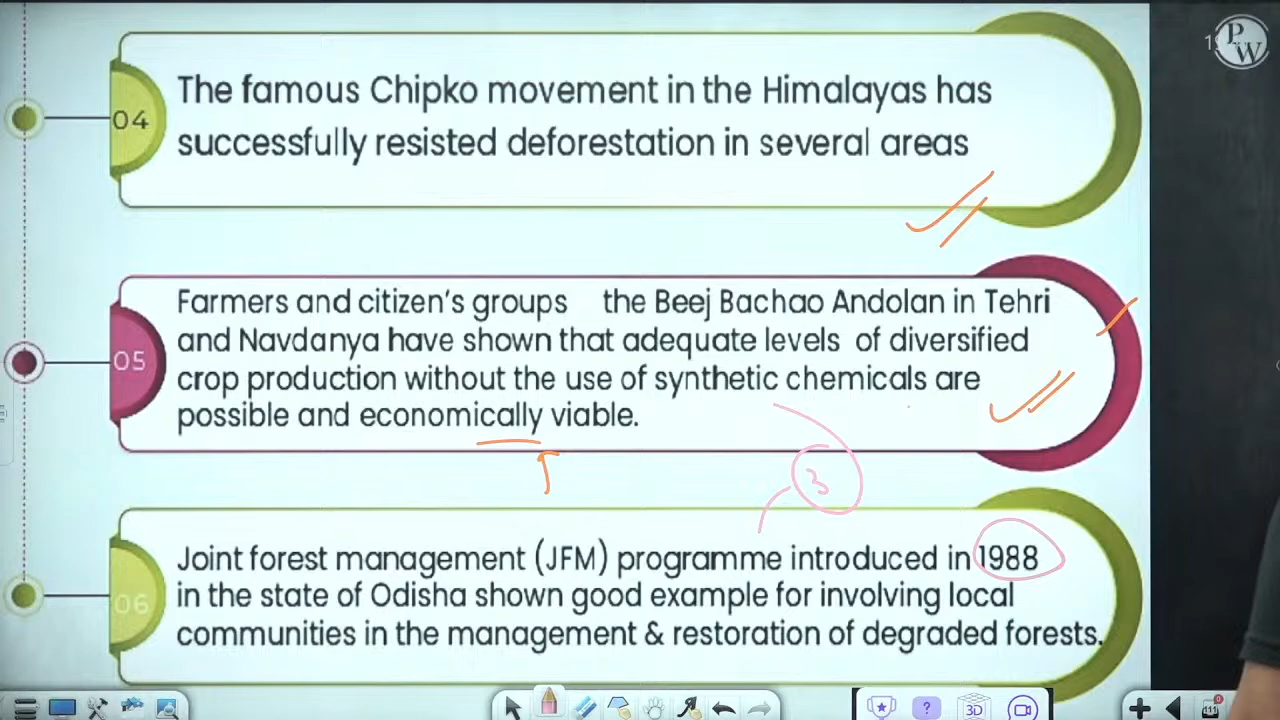 PW
04
The famous Chipko movement in the Himalayas has
successfully resisted deforestation in several areas
05
Farmers and citizen's groups the Beej Bachao Andolan in Tehri
and Navdanya have shown that adequate levels of diversified
crop production without the use of synthetic chemicals are
possible and economically viable.
3
06
Joint forest management (JFM) programme introduced in 1988
in the state of Odisha shown good example for involving local
communities in the management & restoration of degraded forests.
?
3D
111